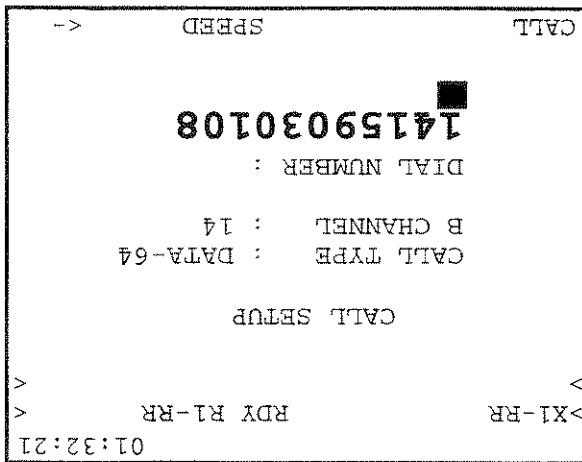 01:32:21
>X1-RR RDY R1-RR <
> <
CALL SETUP
CALL TYPE : DATA-64
B CHANNEL : 14
DIAL NUMBER :
14159030108
CALL SPEED ->